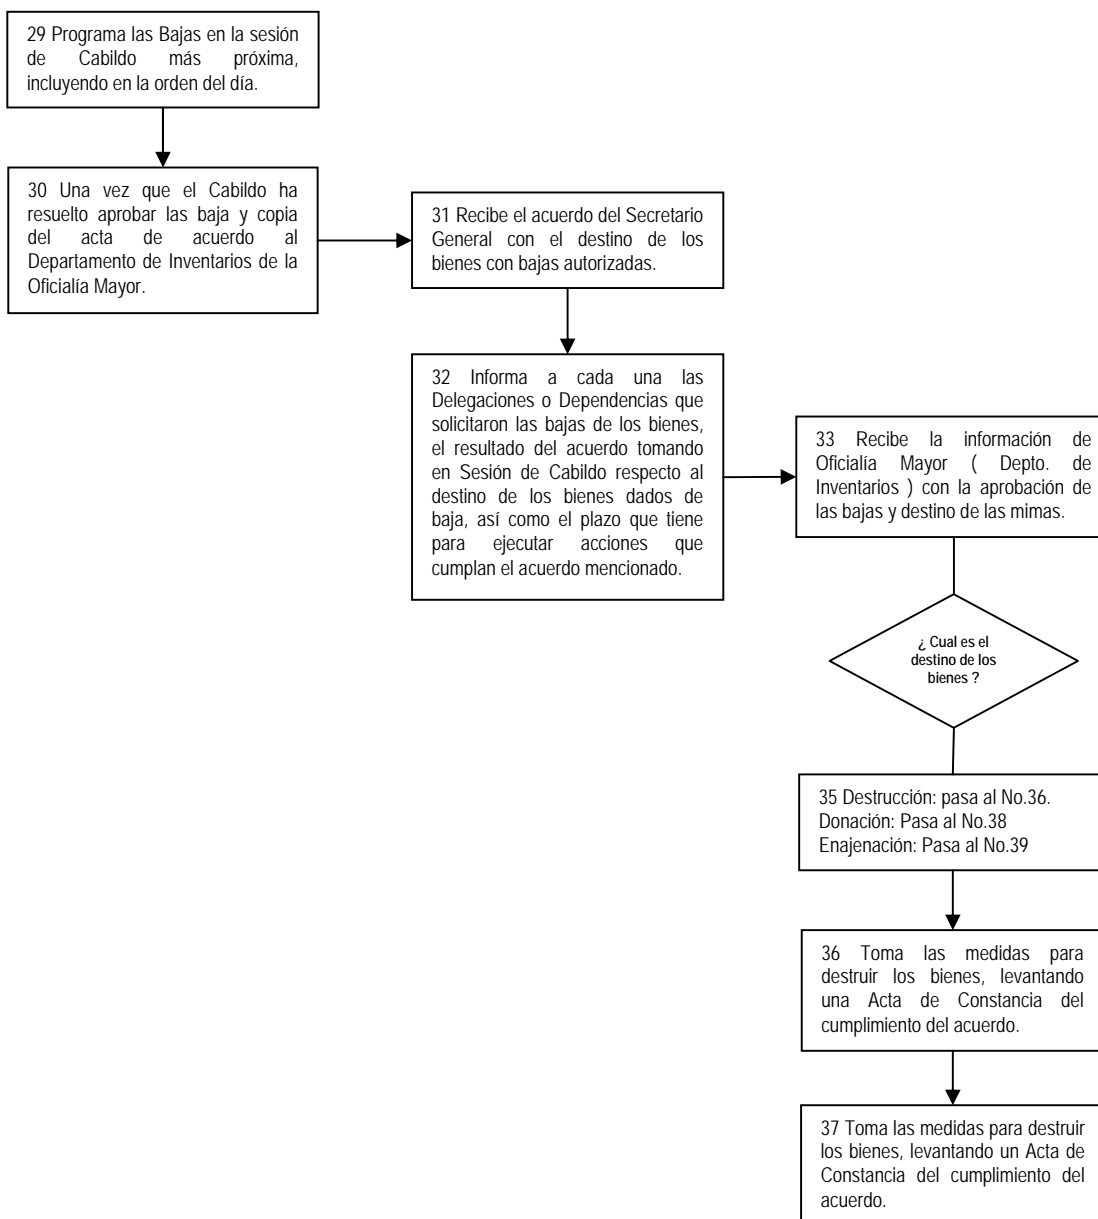 29 Programa las Bajas en la sesión
de Cabildo más próxima,
incluyendo en la orden del día.
30 Una vez que el Cabildo ha
resuelto aprobar las baja y copia
del acta de acuerdo al
Departamento de Inventarios de la
Oficialía Mayor.
31 Recibe el acuerdo del Secretario
General con el destino de los
bienes con bajas autorizadas.
32 Informa a cada una las
Delegaciones o Dependencias que
solicitaron las bajas de los bienes,
el resultado del acuerdo tomando
en Sesión de Cabildo respecto al
destino de los bienes dados de
baja, así como el plazo que tiene
para ejecutar acciones que
cumplan el acuerdo mencionado.
33 Recibe la información de
Oficialía Mayor ( Depto. de
Inventarios ) con la aprobación de
las bajas y destino de las mimas.
¿ Cual es el
destino de los
bienes ?
35 Destrucción: pasa al No.36.
Donación: Pasa al No.38
Enajenación: Pasa al No.39
36 Toma las medidas para
destruir los bienes, levantando
una Acta de Constancia del
cumplimiento del acuerdo.
37 Toma las medidas para destruir
los bienes, levantando un Acta de
Constancia del cumplimiento del
acuerdo.